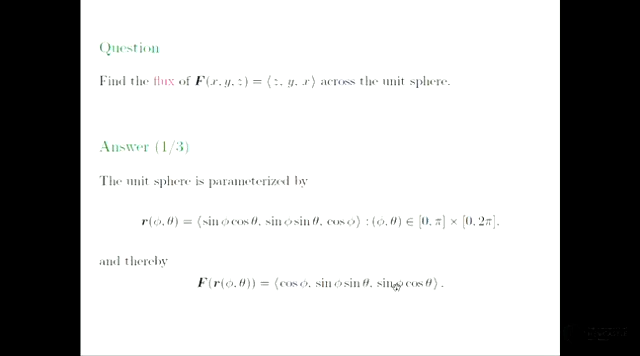 Question
Find the flux of F(x, y, z) = ⟨z, y, x⟩ across the unit sphere.
Answer (1/3)
The unit sphere is parameterized by
r(ϕ, θ) = ⟨sin ϕ cos θ, sin ϕ sin θ, cos ϕ⟩ : (ϕ, θ) ∈ [0, π] × [0, 2π].
and thereby
F(r(ϕ, θ)) = ⟨cos ϕ, sin ϕ sin θ, sin ϕ cos θ⟩.